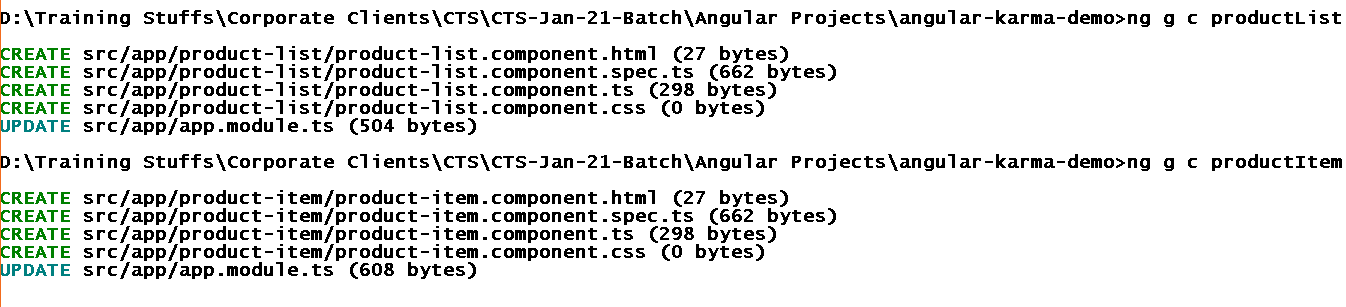 D:\Training Stuffs\Corporate Clients\CTS\CTS-Jan-21-Batch\Angular Projects\angular-karma-demo>ng g c productList
CREATE src/app/product-list/product-list.component.html (27 bytes)
CREATE src/app/product-list/product-list.component.spec.ts (662 bytes)
CREATE src/app/product-list/product-list.component.ts (298 bytes)
CREATE src/app/product-list/product-list.component.css (0 bytes)
UPDATE src/app/app.module.ts (504 bytes)
D:\Training Stuffs\Corporate Clients\CTS\CTS-Jan-21-Batch\Angular Projects\angular-karma-demo>ng g c productItem
CREATE src/app/product-item/product-item.component.html (27 bytes)
CREATE src/app/product-item/product-item.component.spec.ts (662 bytes)
CREATE src/app/product-item/product-item.component.ts (298 bytes)
CREATE src/app/product-item/product-item.component.css (0 bytes)
UPDATE src/app/app.module.ts (608 bytes)